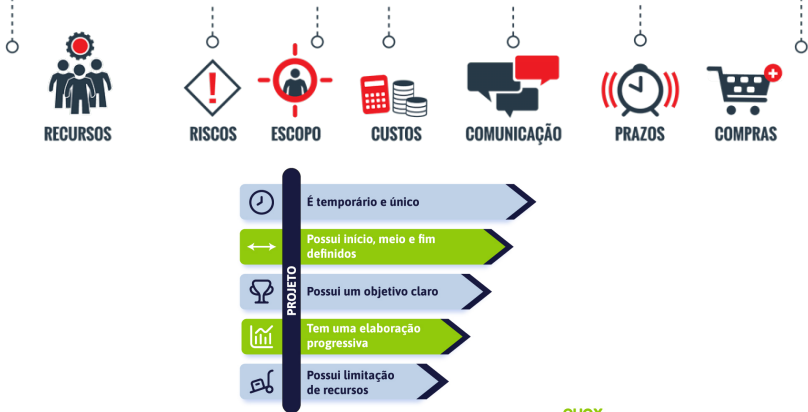 RECURSOS
RISCOS
ESCOPO
CUSTOS
COMUNICAÇÃO
PRAZOS
COMPRAS
PROJETO
É temporário e único
Possui início, meio e fim
definidos
Possui um objetivo claro
Tem uma elaboração
progressiva
Possui limitação
de recursos